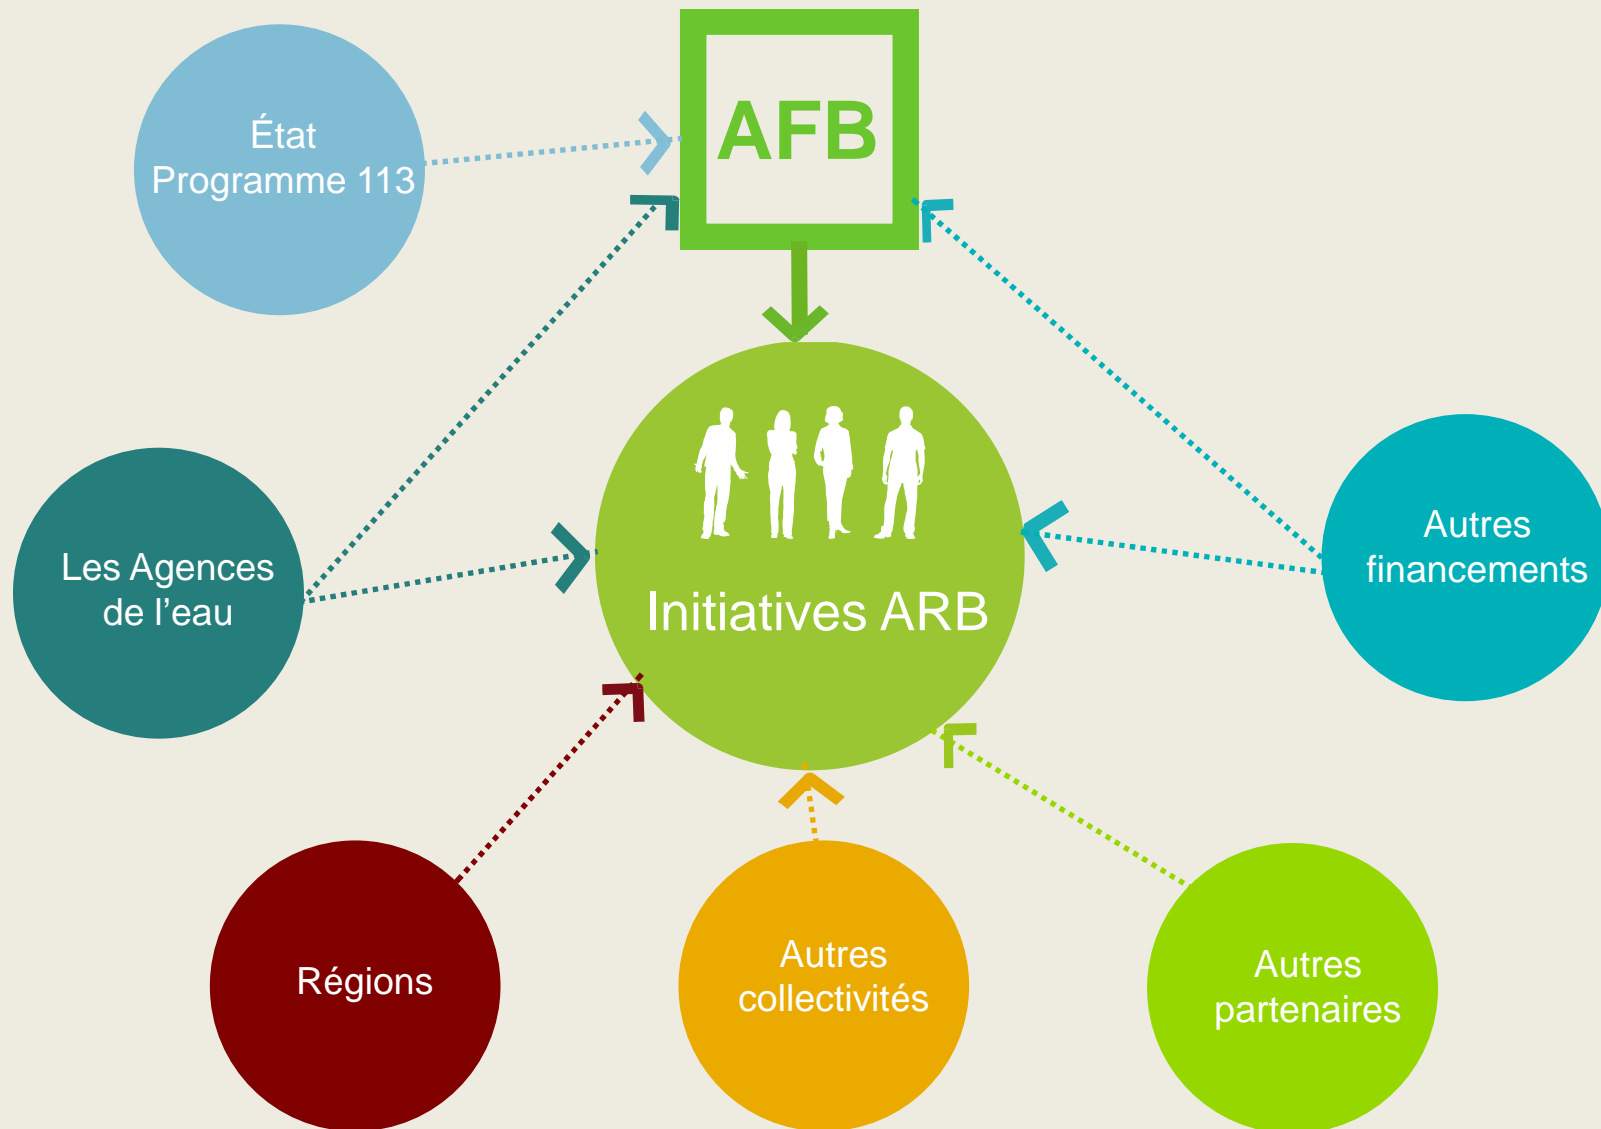 AFB
État
Programme 113
Les Agences
de l’eau
Initiatives ARB
Autres
financements
Régions
Autres
collectivités
Autres
partenaires